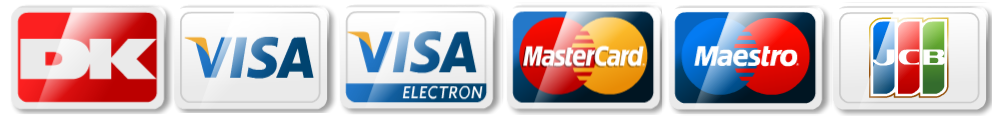 DK
VISA
VISA
ELECTRON
MasterCard
Maestro
JCB